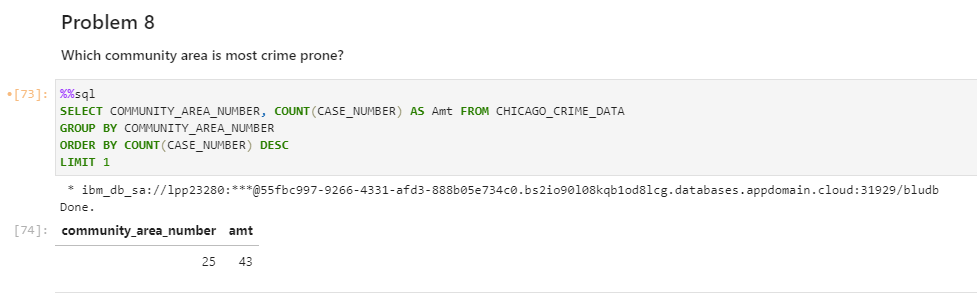 Problem 8
Which community area is most crime prone?
•[73]: %%sql
SELECT COMMUNITY_AREA_NUMBER, COUNT(CASE_NUMBER) AS Amt FROM CHICAGO_CRIME_DATA
GROUP BY COMMUNITY_AREA_NUMBER
ORDER BY COUNT(CASE_NUMBER) DESC
LIMIT 1
* ibm_db_sa://lpp23280:***@55fbc997-9266-4331-afd3-888b05e734c0.bs2io90l08kqb1od8lcg.databases.appdomain.cloud:31929/bludb
Done.
[74]: community_area_number amt
25 43